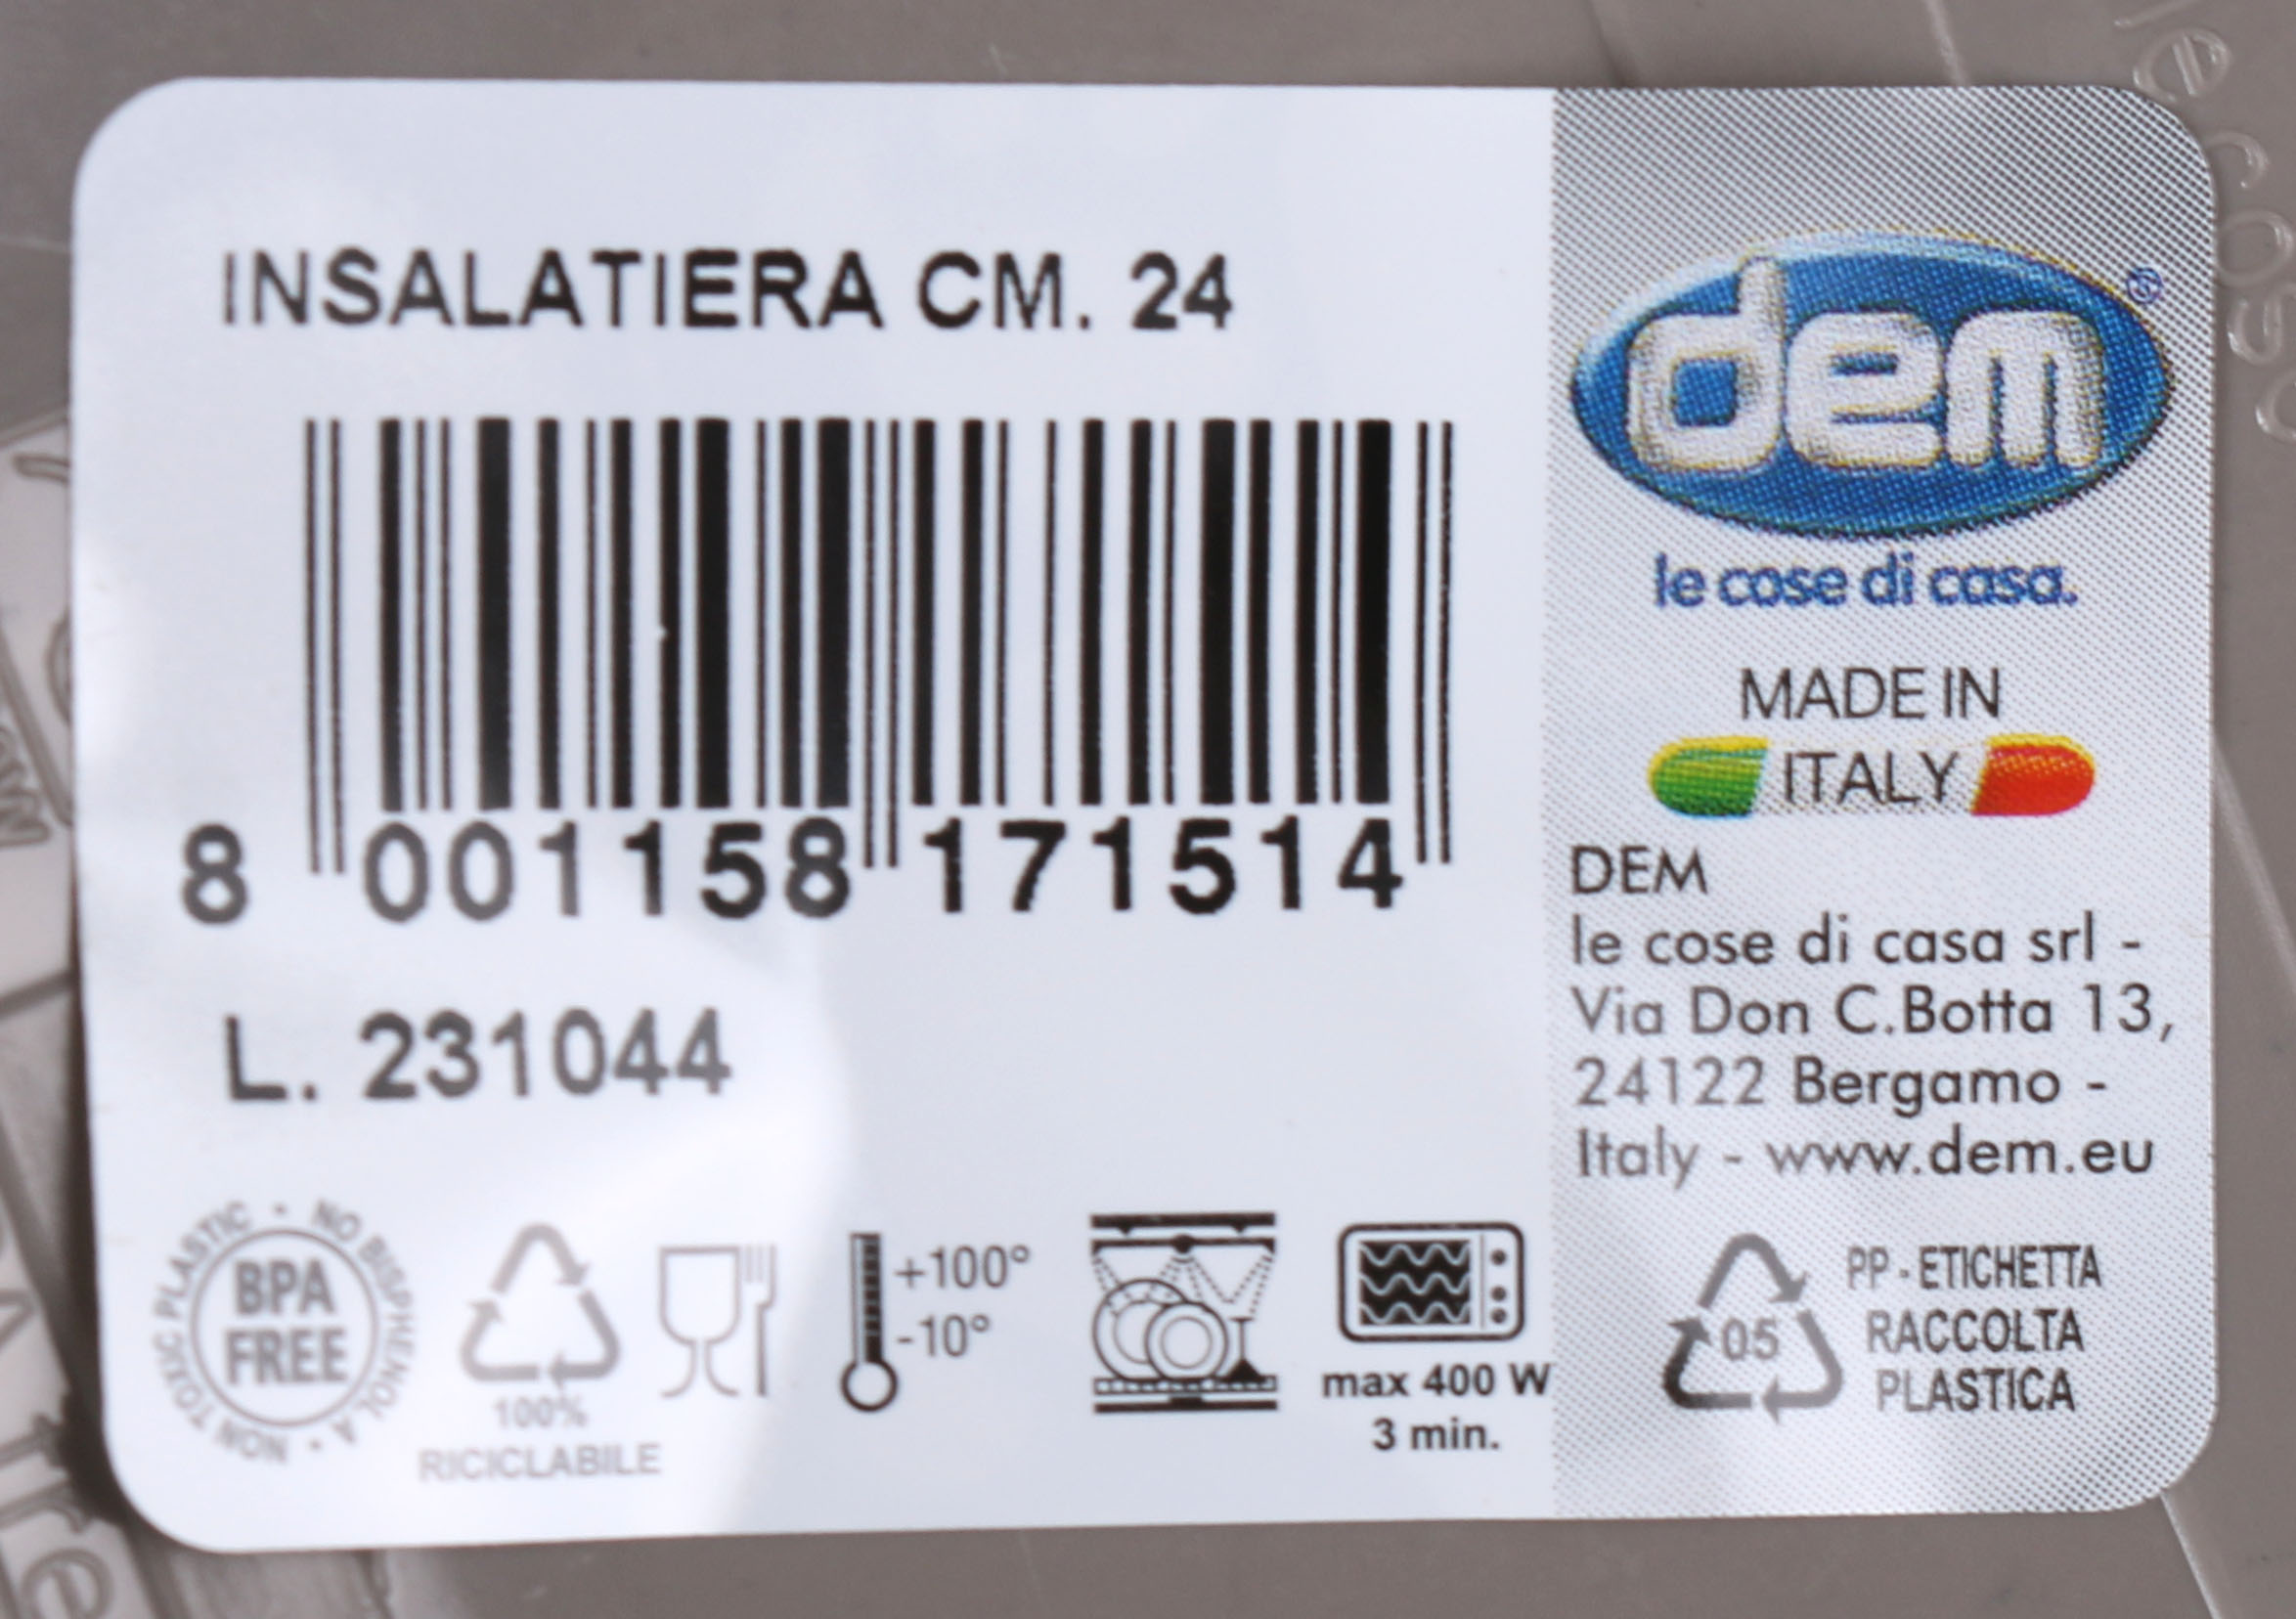 INSALATIERA CM. 24
8 001158 171514
L. 231044
NON TOXIC PLASTIC • NO BISPHENOL A •
BPA
FREE
100%
RICICLABILE
+100°
-10°
max 400 W
3 min.
dem®
le cose di casa.
MADE IN
ITALY
DEM
le cose di casa srl -
Via Don C.Botta 13,
24122 Bergamo -
Italy - www.dem.eu
05
PP - ETICHETTA
RACCOLTA
PLASTICA